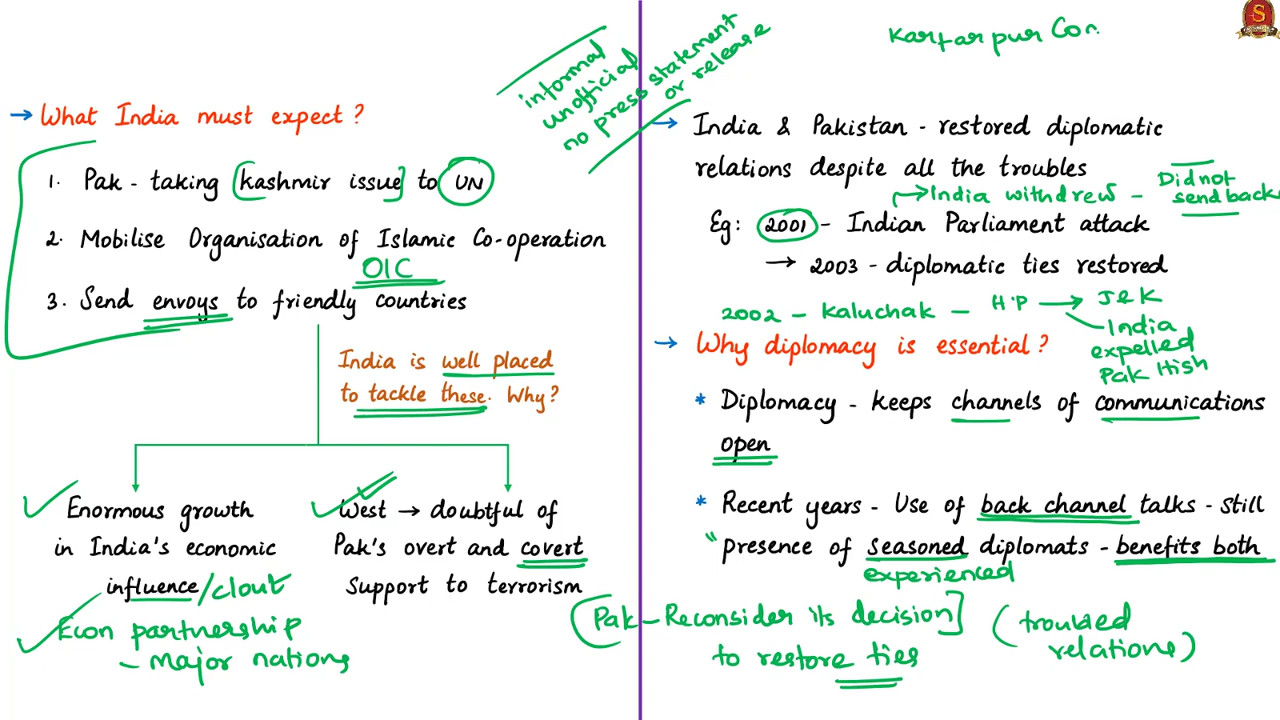 → What India must expect?
1. Pak - taking [Kashmir issue] to UN
2. Mobilise Organisation of Islamic Co-operation
OIC
3. Send envoys to friendly countries
India is well placed
to tackle these. Why?
Enormous growth
in India's economic
influence/clout
Econ partnership
- Major nations
West → doubtful of
Pak's overt and covert
Support to terrorism
informal
unofficial
no press statement
or release
Kartarpur Cor.
→ India & Pakistan - restored diplomatic
relations despite all the troubles
→ India withdrew - Did not
send back
Eg: 2001 - Indian Parliament attack
→ 2003 - diplomatic ties restored
2002 - Kaluchak - H.P → J&K
India
expelled
Pak
→ Why diplomacy is essential?
* Diplomacy - keeps channels of communications
open
* Recent years - Use of back channel talks - still
"presence of seasoned diplomats - benefits both
experienced
(Pak - Reconsider its decision]
to restore ties
(troubled
relations)
S